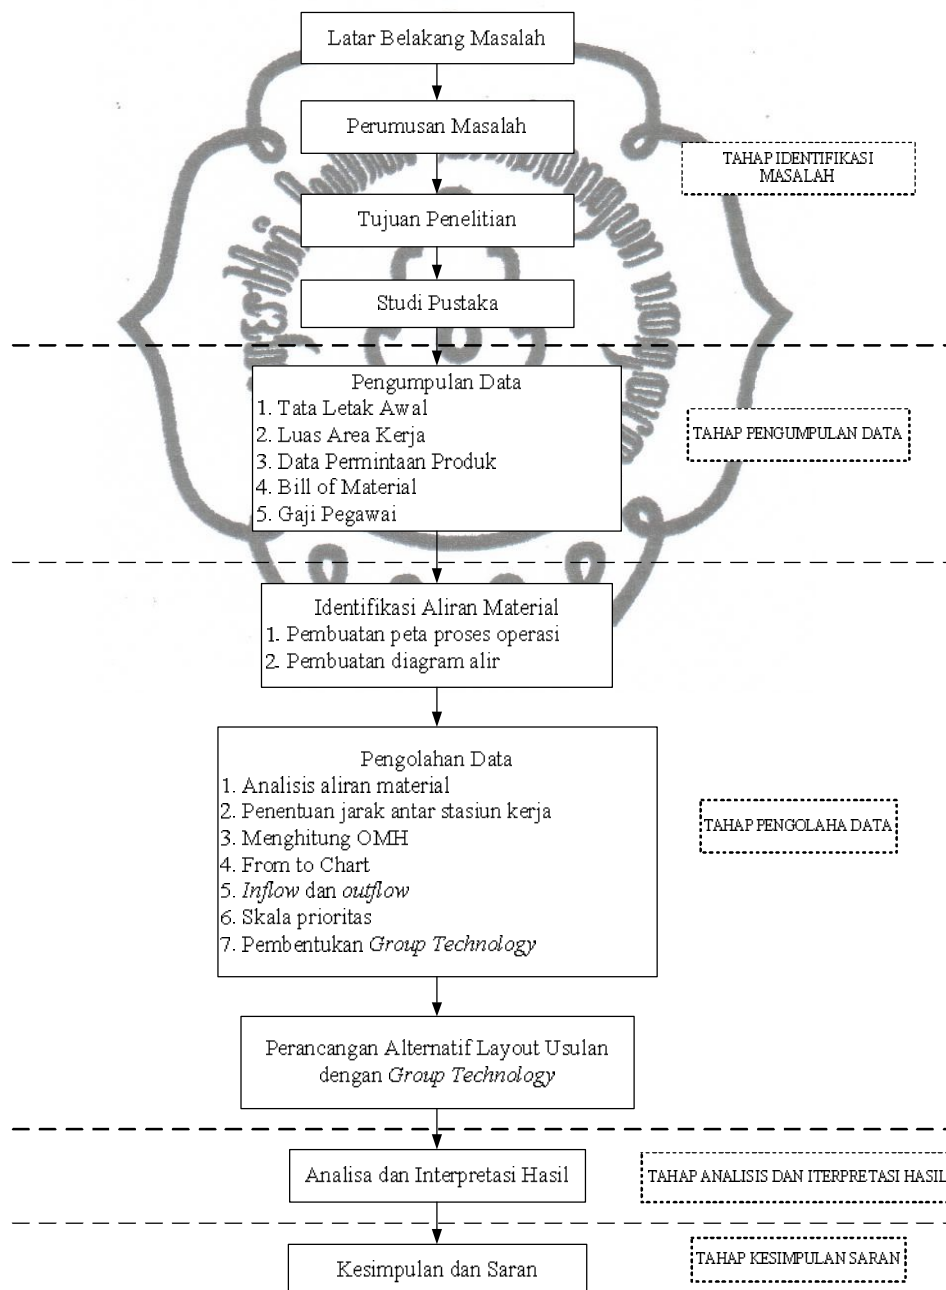 Latar Belakang Masalah
Perumusan Masalah
TAHAP IDENTIFIKASI
MASALAH
Tujuan Penelitian
Studi Pustaka
Pengumpulan Data
1. Tata Letak Awal
2. Luas Area Kerja
3. Data Permintaan Produk
4. Bill of Material
5. Gaji Pegawai
TAHAP PENGUMPULAN DATA
Identifikasi Aliran Material
1. Pembuatan peta proses operasi
2. Pembuatan diagram alir
Pengolahan Data
1. Analisis aliran material
2. Penentuan jarak antar stasiun kerja
3. Menghitung OMH
4. From to Chart
5. Inflow dan outflow
6. Skala prioritas
7. Pembentukan Group Technology
TAHAP PENGOLAHA DATA
Perancangan Alternatif Layout Usulan
dengan Group Technology
Analisa dan Interpretasi Hasil
TAHAP ANALISIS DAN ITERPRETASI HASIL
Kesimpulan dan Saran
TAHAP KESIMPULAN SARAN